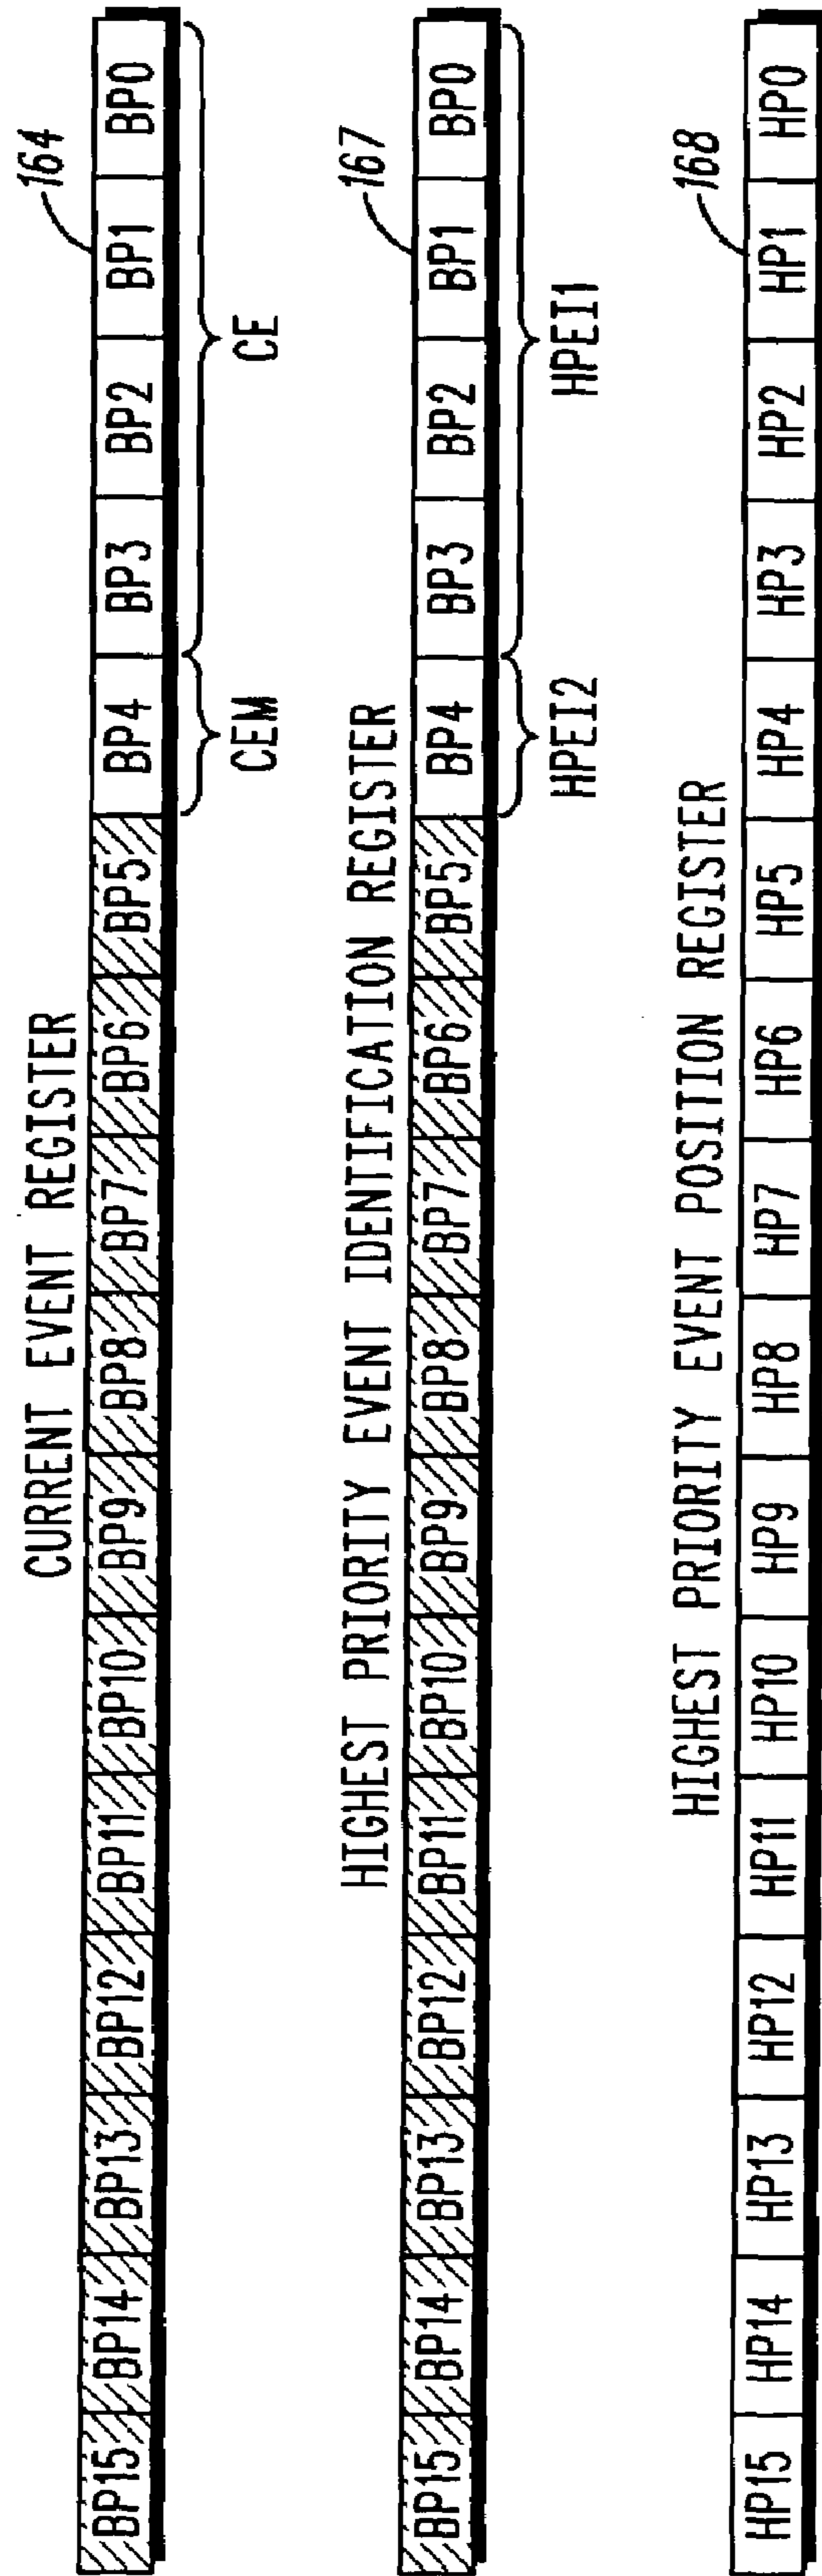 CURRENT EVENT REGISTER
164
BP15 BP14 BP13 BP12 BP11 BP10 BP9 BP8 BP7 BP6 BP5 BP4 BP3 BP2 BP1 BP0
CEM CE
HIGHEST PRIORITY EVENT IDENTIFICATION REGISTER
167
BP15 BP14 BP13 BP12 BP11 BP10 BP9 BP8 BP7 BP6 BP5 BP4 BP3 BP2 BP1 BP0
HPEI2 HPEI1
HIGHEST PRIORITY EVENT POSITION REGISTER
168
HP15 HP14 HP13 HP12 HP11 HP10 HP9 HP8 HP7 HP6 HP5 HP4 HP3 HP2 HP1 HP0